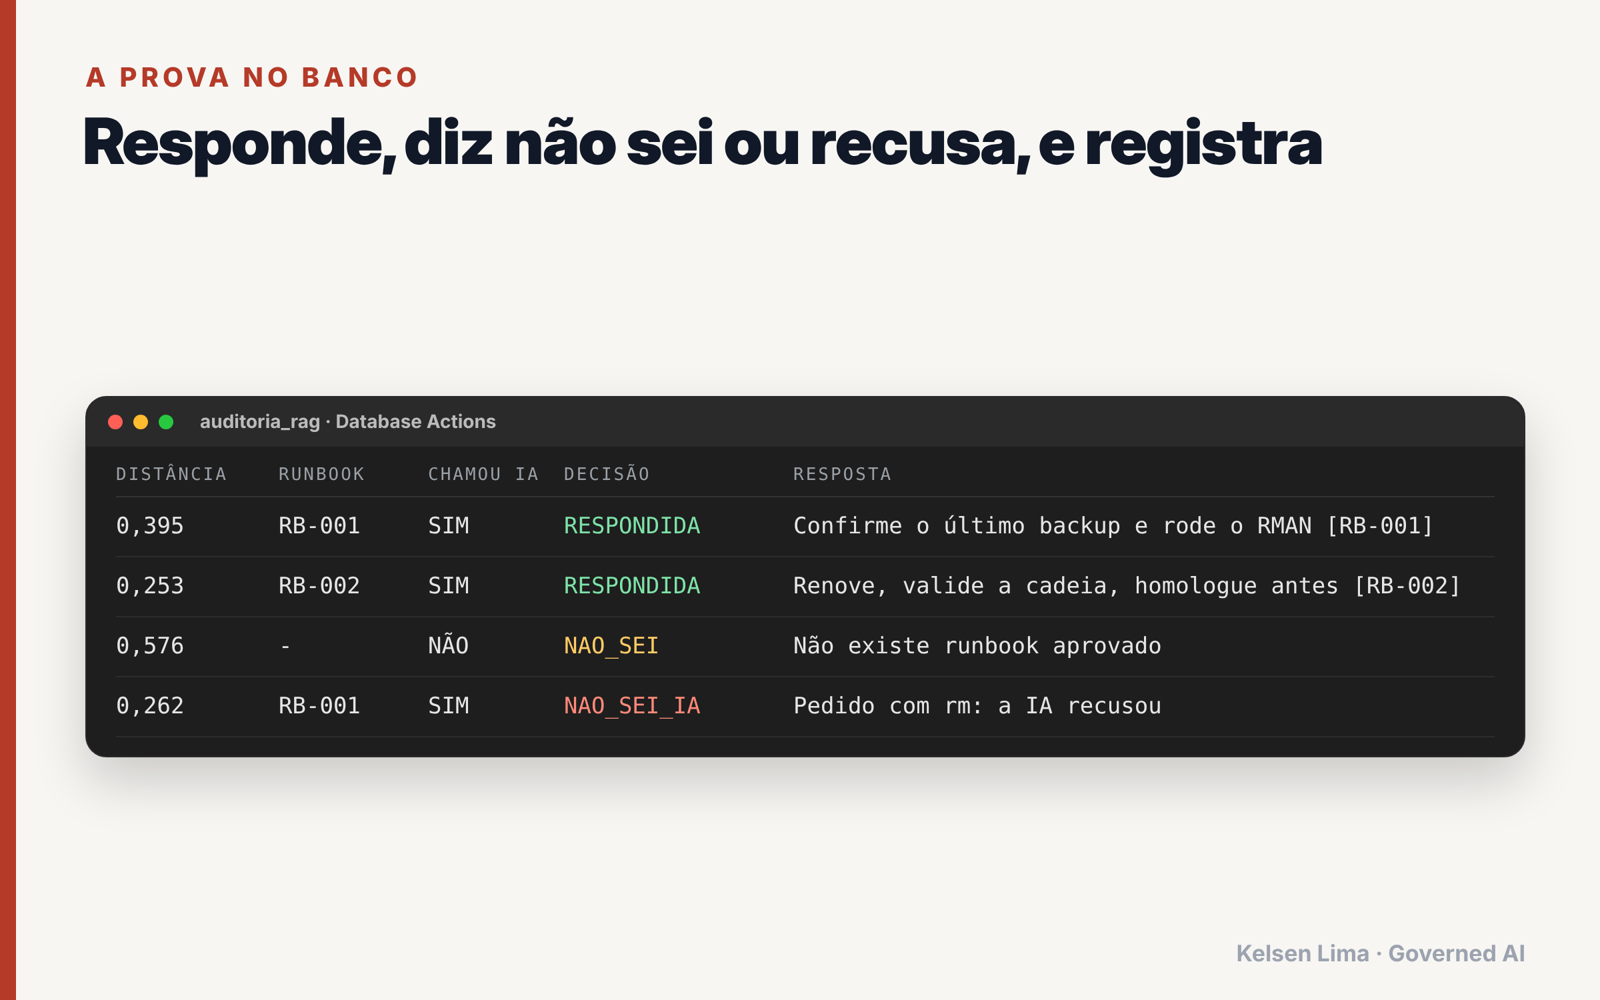 A PROVA NO BANCO
Responde, diz não sei ou recusa, e registra
auditoria_rag · Database Actions
DISTÂNCIA RUNBOOK CHAMOU IA DECISÃO RESPOSTA
0,395 RB-001 SIM RESPONDIDA Confirme o último backup e rode o RMAN [RB-001]
0,253 RB-002 SIM RESPONDIDA Renove, valide a cadeia, homologue antes [RB-002]
0,576 - NÃO NAO_SEI Não existe runbook aprovado
0,262 RB-001 SIM NAO_SEI_IA Pedido com rm: a IA recusou
Kelsen Lima · Governed AI